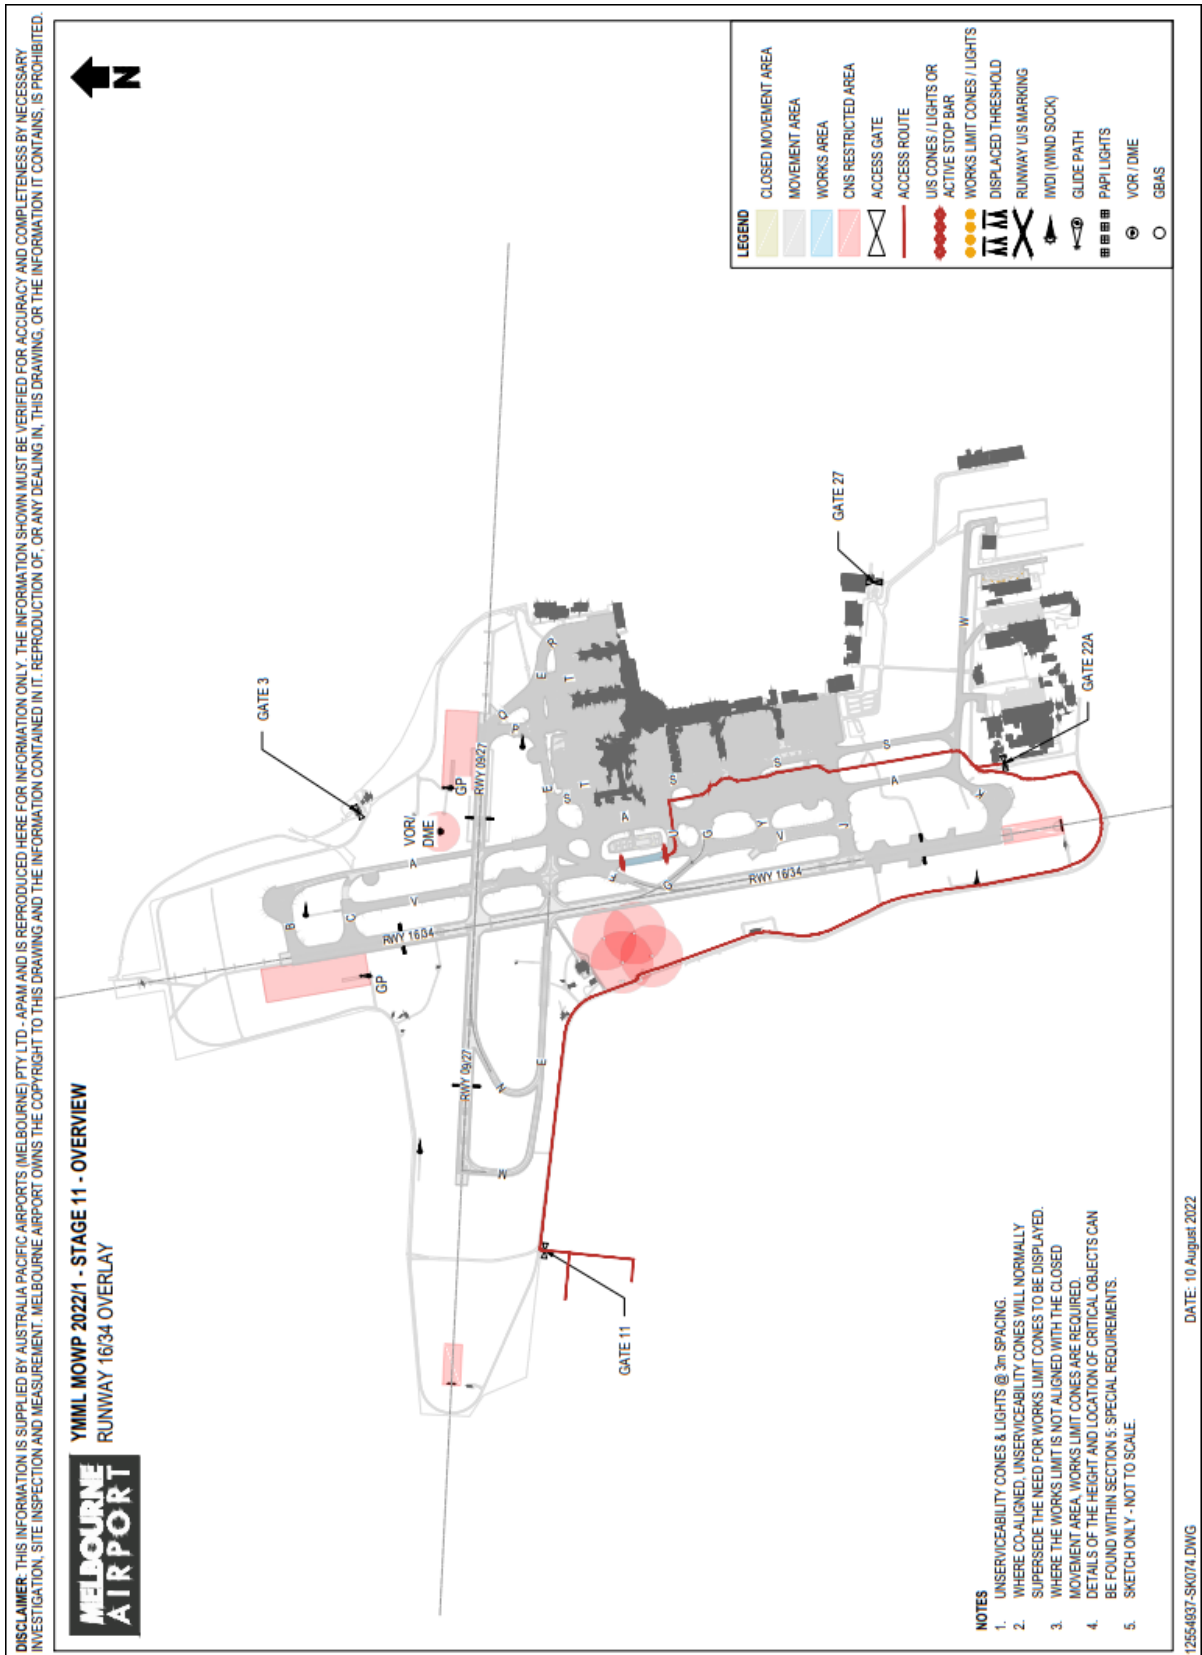 DISCLAIMER: THIS INFORMATION IS SUPPLIED BY AUSTRALIA PACIFIC AIRPORTS (MELBOURNE) PTY LTD - APAM AND IS REPRODUCED HERE FOR INFORMATION ONLY. THE INFORMATION SHOWN MUST BE VERIFIED FOR ACCURACY AND COMPLETENESS BY NECESSARY
INVESTIGATION, SITE INSPECTION AND MEASUREMENT. MELBOURNE AIRPORT OWNS THE COPYRIGHT TO THIS DRAWING AND THE INFORMATION CONTAINED IN IT. REPRODUCTION OF, OR ANY DEALING IN, THIS DRAWING, OR THE INFORMATION IT CONTAINS, IS PROHIBITED.
MELBOURNE
AIRPORT
YMML MOWP 2022/1 - STAGE 11 - OVERVIEW
RUNWAY 16/34 OVERLAY
N
GATE 3
VOR/
DME
GP
GP
B
C
V
A
RWY 16/34
RWY 09/27
RWY 09/27
Q
P
E
P
T
E
S
T
A
N
E
M
F
G
U
G
S
Y
V
S
J
RWY 16/34
A
S
K
W
GATE 11
GATE 27
GATE 22A
LEGEND
CLOSED MOVEMENT AREA
MOVEMENT AREA
WORKS AREA
CNS RESTRICTED AREA
ACCESS GATE
ACCESS ROUTE
U/S CONES / LIGHTS OR
ACTIVE STOP BAR
WORKS LIMIT CONES / LIGHTS
DISPLACED THRESHOLD
RUNWAY U/S MARKING
IWDI (WIND SOCK)
GLIDE PATH
PAPI LIGHTS
VOR / DME
GBAS
NOTES
1. UNSERVICEABILITY CONES & LIGHTS @ 3m SPACING.
2. WHERE CO-ALIGNED, UNSERVICEABILITY CONES WILL NORMALLY
SUPERSEDE THE NEED FOR WORKS LIMIT CONES TO BE DISPLAYED.
3. WHERE THE WORKS LIMIT IS NOT ALIGNED WITH THE CLOSED
MOVEMENT AREA, WORKS LIMIT CONES ARE REQUIRED.
4. DETAILS OF THE HEIGHT AND LOCATION OF CRITICAL OBJECTS CAN
BE FOUND WITHIN SECTION 5: SPECIAL REQUIREMENTS.
5. SKETCH ONLY - NOT TO SCALE.
12554937-SK074.DWG
DATE: 10 August 2022